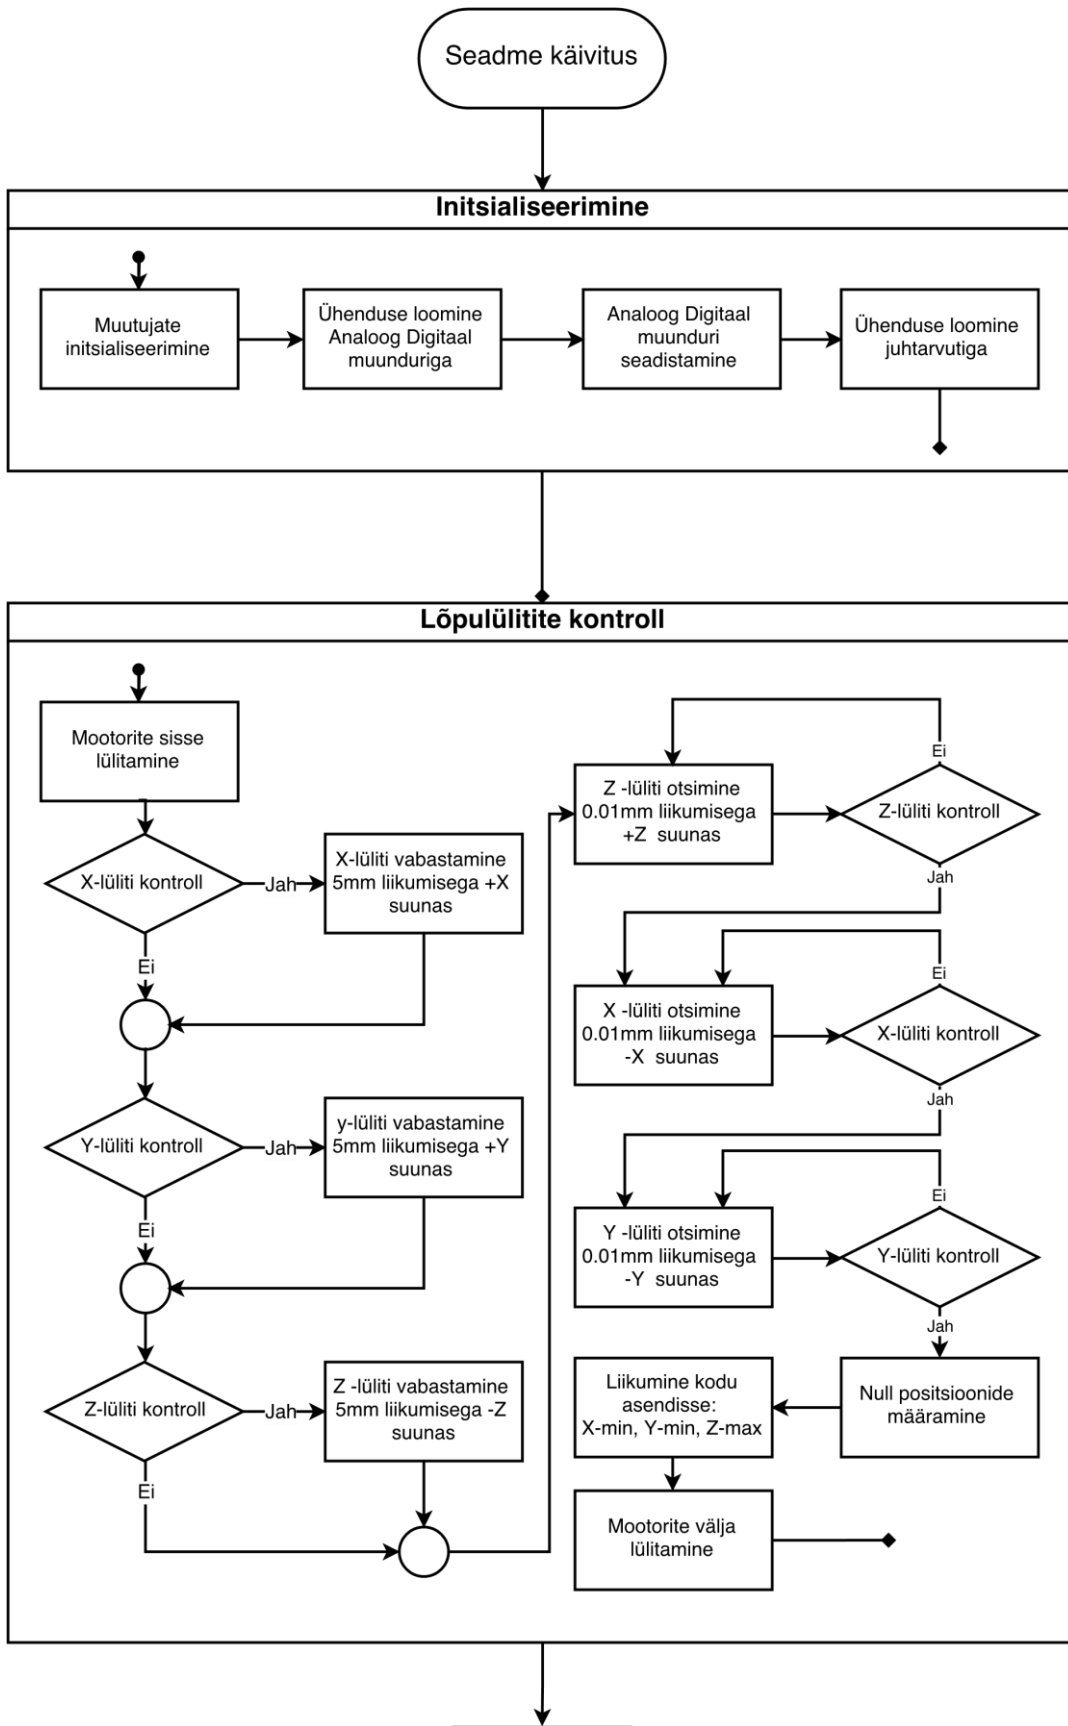 Seadme käivitus
Initsialiseerimine
Muutujate
initsialiseerimine
Ühenduse loomine
Analoog Digitaal
muunduriga
Analoog Digitaal
muunduri
seadistamine
Ühenduse loomine
juhtarvutiga
Lõpulülitite kontroll
Mootorite sisse
lülitamine
X-lüliti kontroll
Jah
X-lüliti vabastamine
5mm liikumisega +X
suunas
Ei
Y-lüliti kontroll
Jah
y-lüliti vabastamine
5mm liikumisega +Y
suunas
Ei
Z-lüliti kontroll
Jah
Z -lüliti vabastamine
5mm liikumisega -Z
suunas
Ei
Z -lüliti otsimine
0.01mm liikumisega
+Z suunas
Ei
Z-lüliti kontroll
Jah
X -lüliti otsimine
0.01mm liikumisega
-X suunas
Ei
X-lüliti kontroll
Jah
Y -lüliti otsimine
0.01mm liikumisega
-Y suunas
Ei
Y-lüliti kontroll
Jah
Null positsioonide
määramine
Liikumine kodu
asendisse:
X-min, Y-min, Z-max
Mootorite välja
lülitamine